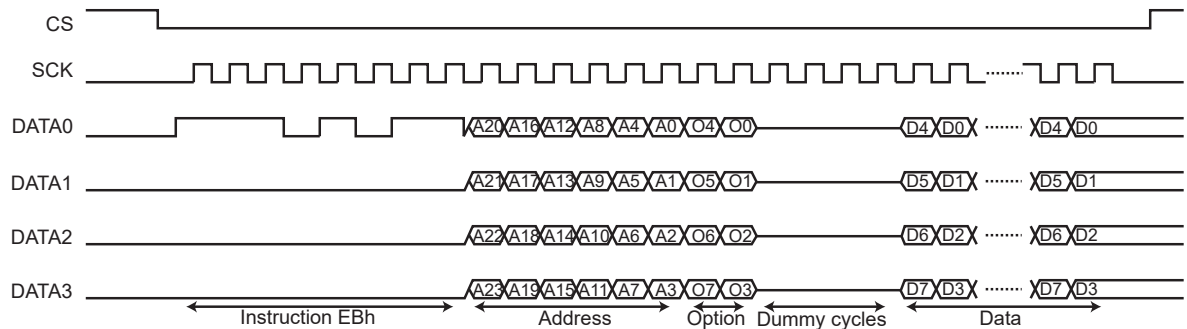 CS
SCK
DATA0 A20 A16 A12 A8 A4 A0 O4 O0 D4 D0 D4 D0
DATA1 A21 A17 A13 A9 A5 A1 O5 O1 D5 D1 D5 D1
DATA2 A22 A18 A14 A10 A6 A2 O6 O2 D6 D2 D6 D2
DATA3 A23 A19 A15 A11 A7 A3 O7 O3 D7 D3 D7 D3
Instruction EBh Address Option Dummy cycles Data